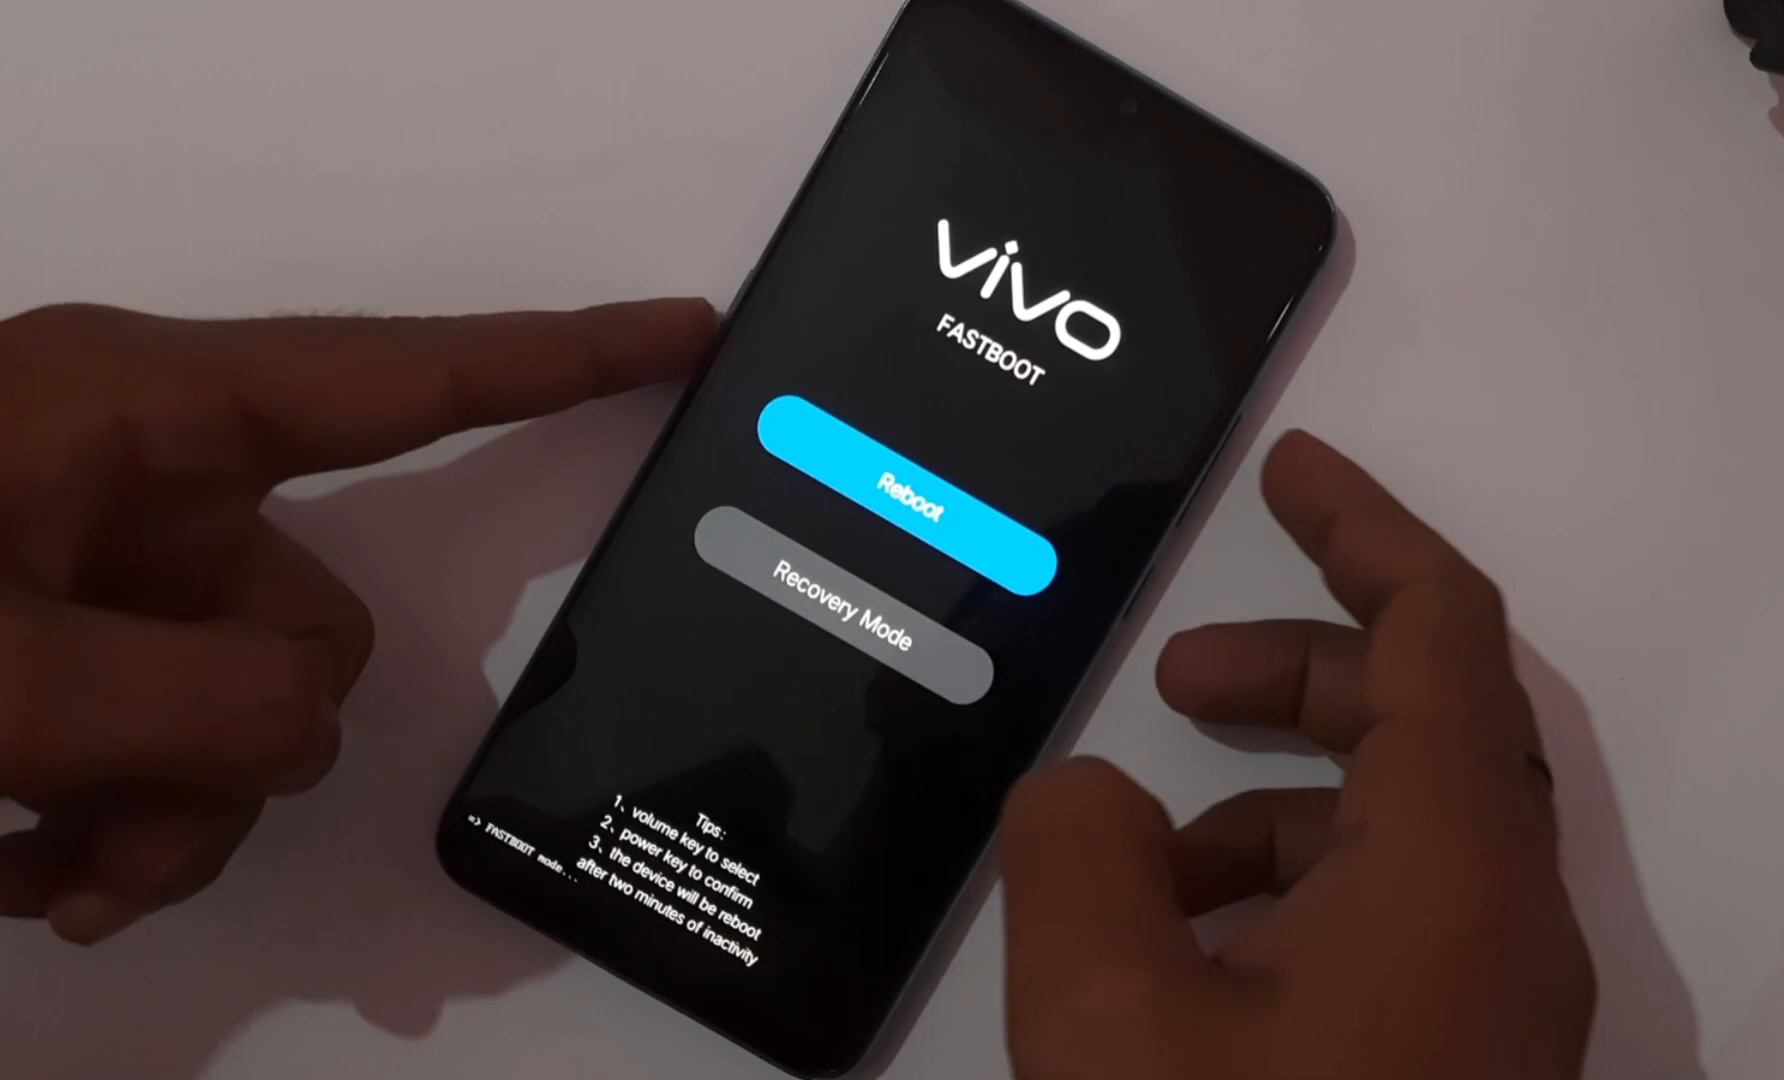 vivo
FASTBOOT
Reboot
Recovery Mode
Tips:
1、volume key to select
2、power key to confirm
3、the device will be reboot
after two minutes of inactivity
=> FASTBOOT mode...